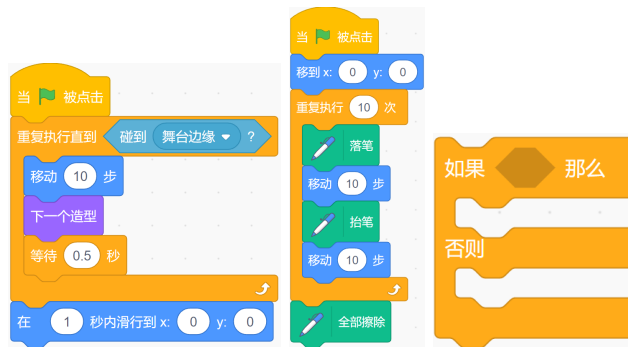 当 被点击
重复执行直到 碰到 舞台边缘 ?
移动 10 步
下一个造型
等待 0.5 秒
在 1 秒内滑行到 x: 0 y: 0
当 被点击
移到 x: 0 y: 0
重复执行 10 次
落笔
移动 10 步
抬笔
移动 10 步
全部擦除
如果 那么
否则